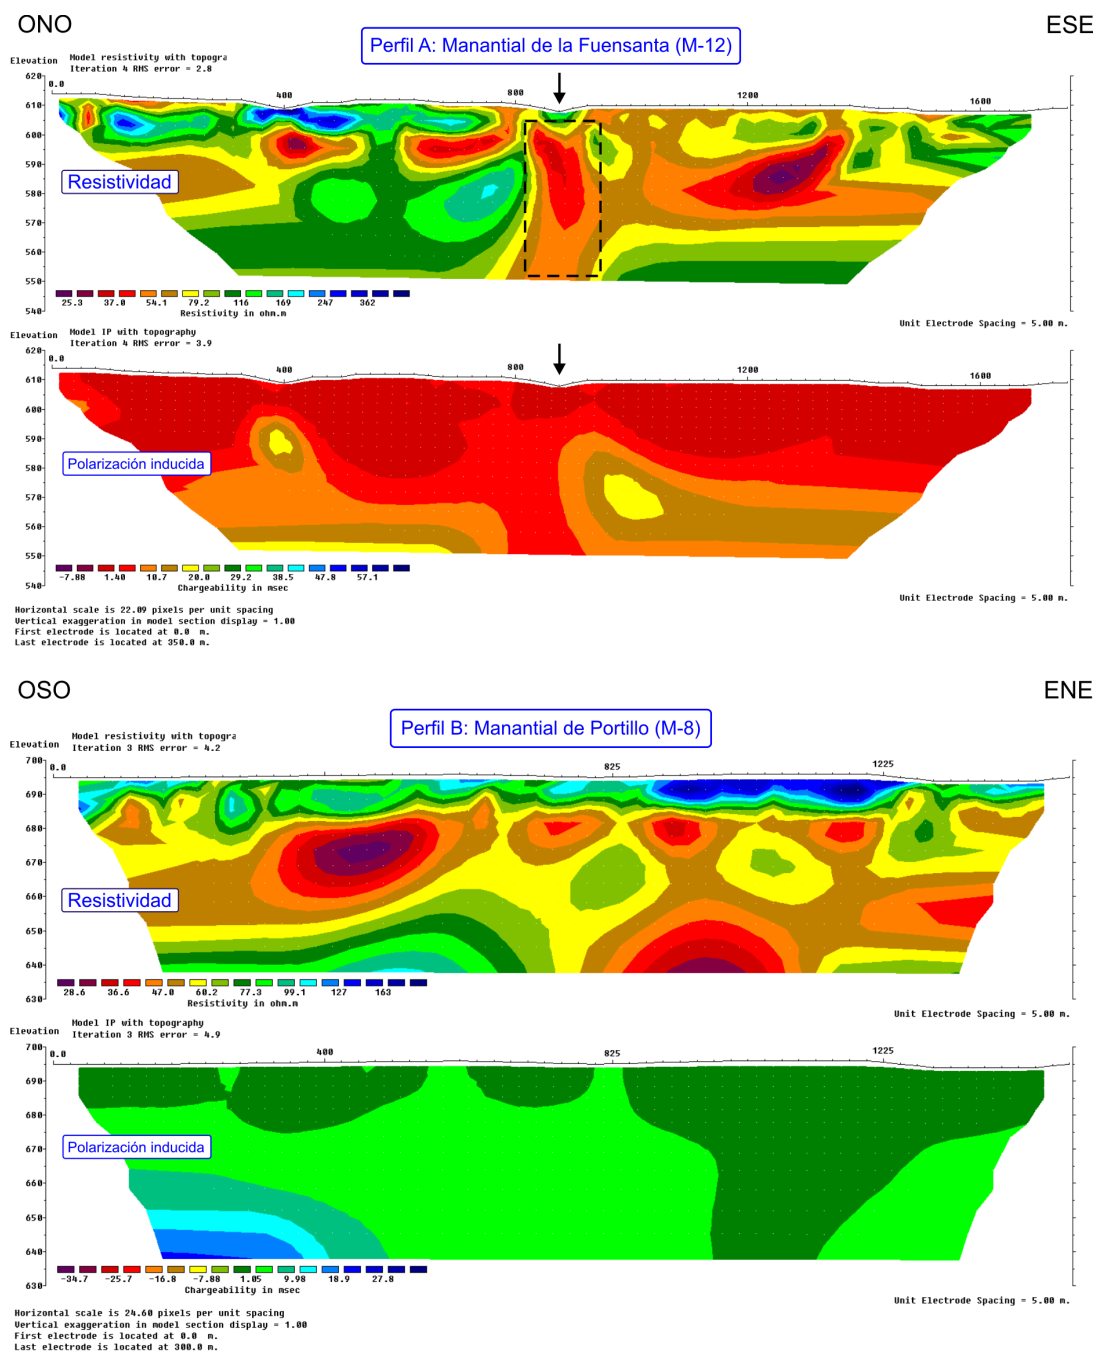 ONO
ESE
Perfil A: Manantial de la Fuensanta (M-12)
Elevation
Model resistivity with topogra
Iteration 4 RMS error = 2.8
620
610
600
590
580
570
560
550
540
0.0
400
800
1200
1600
Resistividad
25.3 37.0 54.1 79.2 116 169 247 362
Resistivity in ohm.m
Unit Electrode Spacing = 5.00 m.
Elevation
Model IP with topography
Iteration 4 RMS error = 3.9
620
610
600
590
580
570
560
550
540
0.0
400
800
1200
1600
Polarización inducida
-7.88 1.40 10.7 20.0 29.2 38.5 47.8 57.1
Chargeability in msec
Unit Electrode Spacing = 5.00 m.
Horizontal scale is 22.09 pixels per unit spacing
Vertical exaggeration in model section display = 1.00
First electrode is located at 0.0 m.
Last electrode is located at 350.0 m.
OSO
ENE
Perfil B: Manantial de Portillo (M-8)
Elevation
Model resistivity with topogra
Iteration 3 RMS error = 4.2
700
690
680
670
660
650
640
630
0.0
825
1225
Resistividad
28.6 36.6 47.0 60.2 77.3 99.1 127 163
Resistivity in ohm.m
Unit Electrode Spacing = 5.00 m.
Elevation
Model IP with topography
Iteration 3 RMS error = 4.9
700
690
680
670
660
650
640
630
0.0
400
825
1225
Polarización inducida
-34.7 -25.7 -16.8 -7.88 1.05 9.98 18.9 27.8
Chargeability in msec
Unit Electrode Spacing = 5.00 m.
Horizontal scale is 24.60 pixels per unit spacing
Vertical exaggeration in model section display = 1.00
First electrode is located at 0.0 m.
Last electrode is located at 300.0 m.